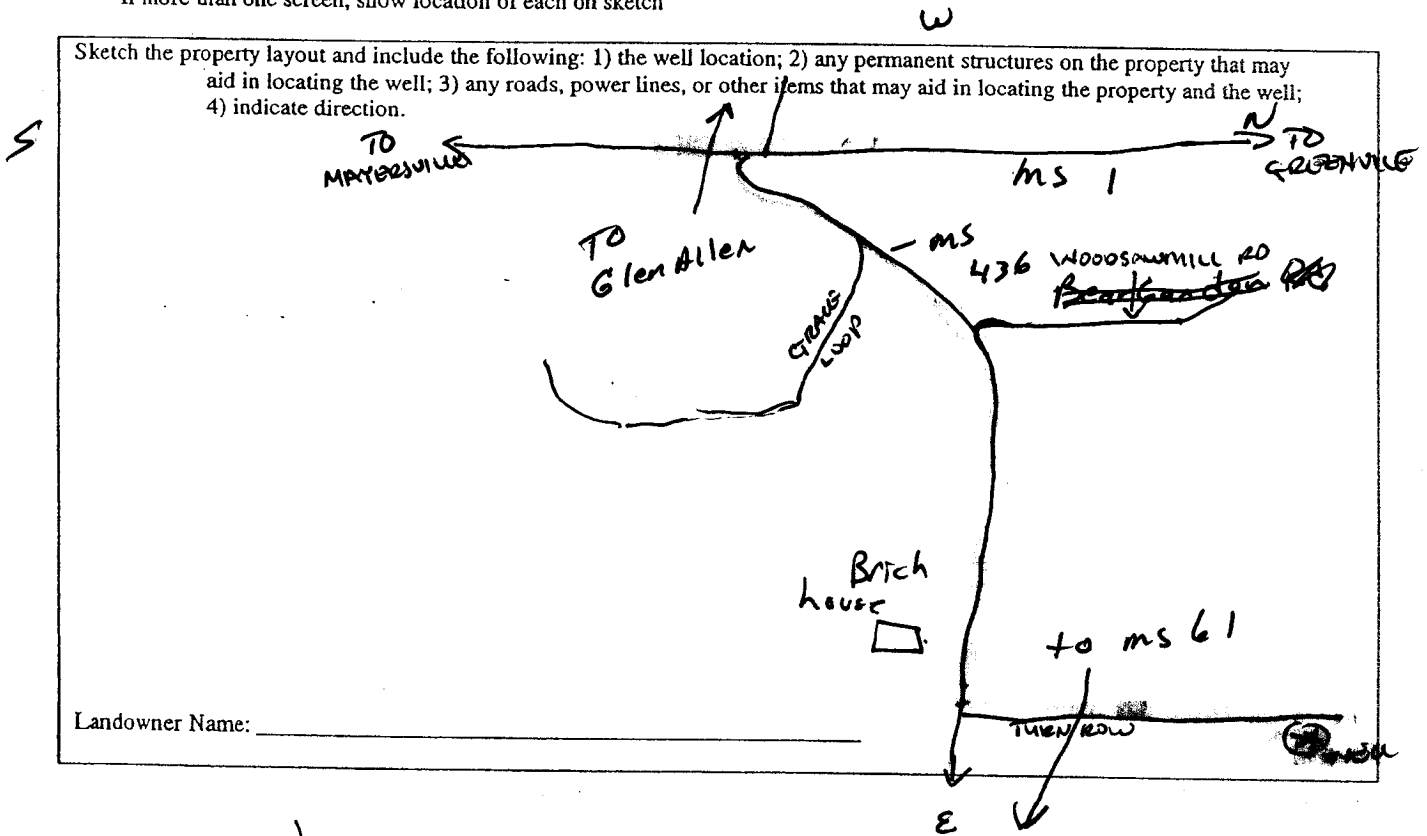 If more than one screen, show location of each on sketch
W
Sketch the property layout and include the following: 1) the well location; 2) any permanent structures on the property that may
aid in locating the well; 3) any roads, power lines, or other items that may aid in locating the property and the well;
4) indicate direction.
S
N
TO
MAYERSVILLE
TO
GREENVILLE
MS 1
TO
Glen Allen
MS
436
WOODSAWMILL RD
GRACE
LOOP
Brich
house
to MS 61
Landowner Name:
TURN ROW
WELL
E